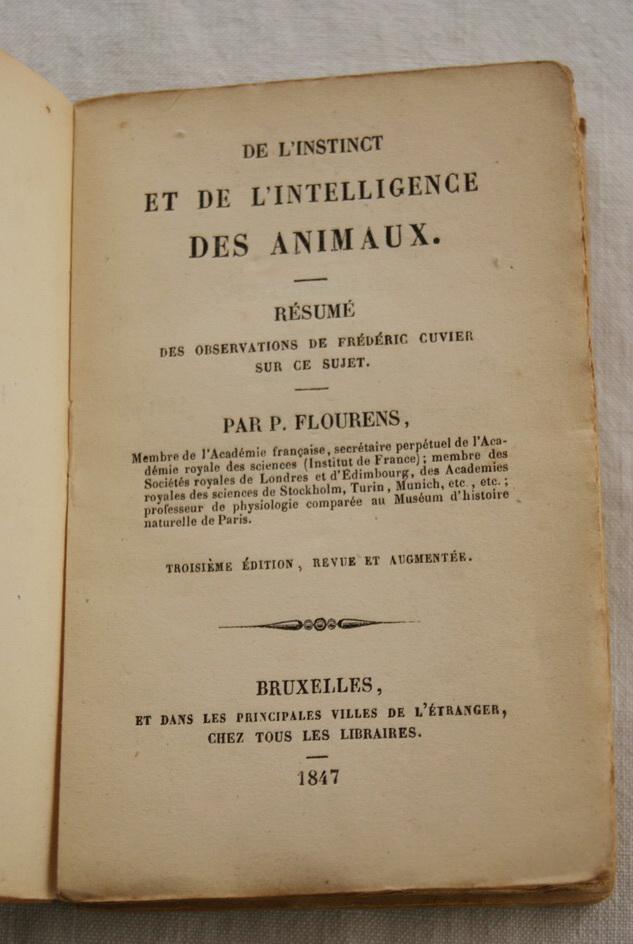 DE L'INSTINCT
ET DE L'INTELLIGENCE
DES ANIMAUX.
RÉSUMÉ
DES OBSERVATIONS DE FRÉDÉRIC CUVIER
SUR CE SUJET.
PAR P. FLOURENS,
Membre de l'Académie française, secrétaire perpétuel de l'Aca-
démie royale des sciences (Institut de France); membre des
Sociétés royales de Londres et d'Édimbourg, des Academies
royales des sciences de Stockholm, Turin, Munich, etc., etc.;
professeur de physiologie comparée au Muséum d'histoire
naturelle de Paris.
TROISIÈME ÉDITION, REVUE ET AUGMENTÉE.
BRUXELLES,
ET DANS LES PRINCIPALES VILLES DE L'ÉTRANGER,
CHEZ TOUS LES LIBRAIRES.
1847